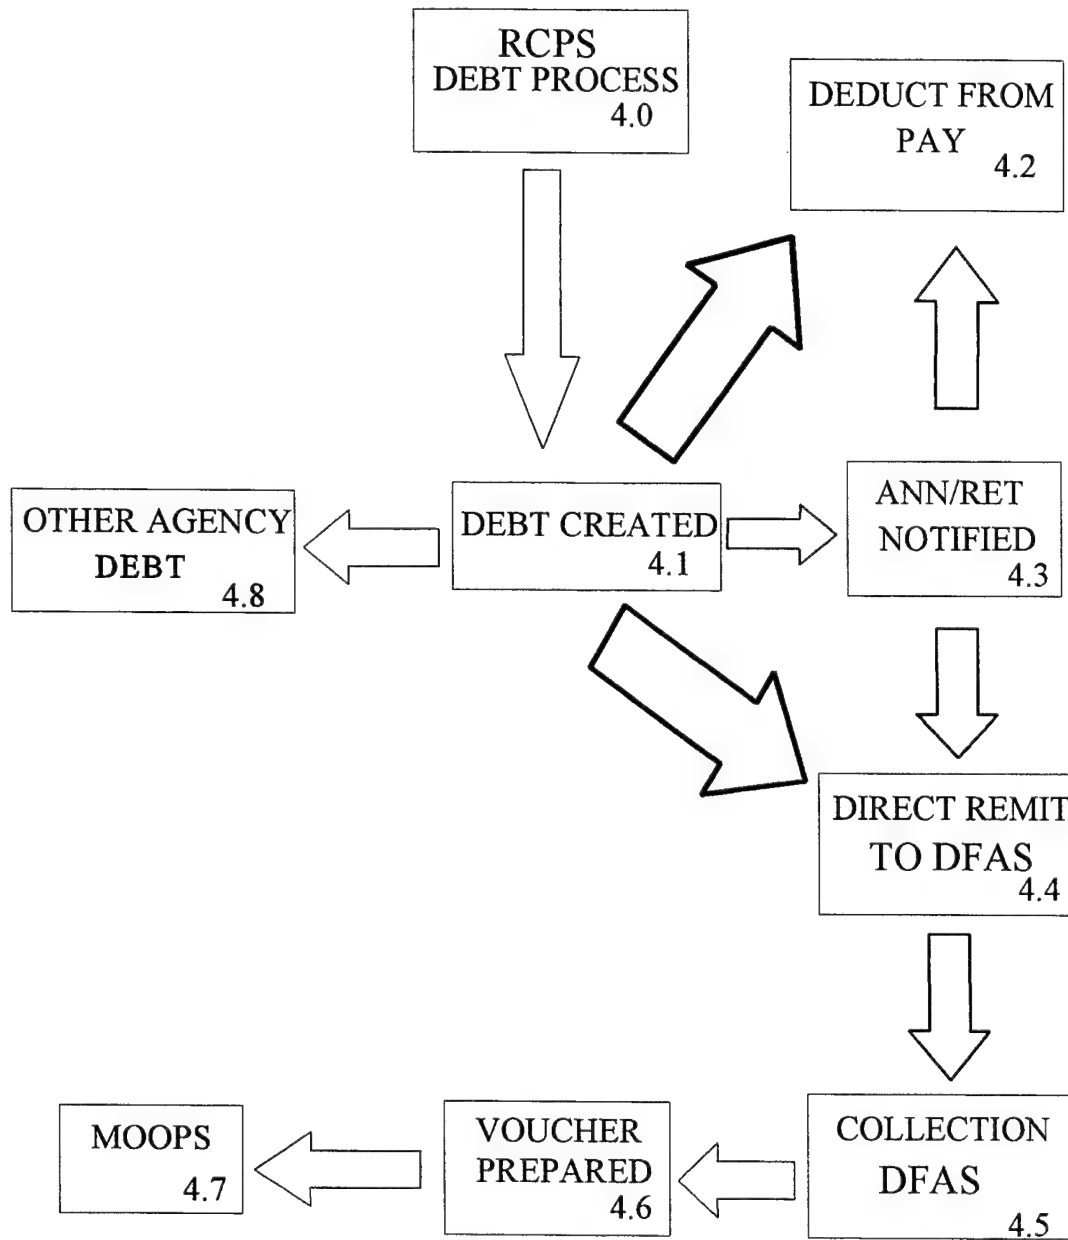 RCPS
DEBT PROCESS
4.0
DEDUCT FROM
PAY
4.2
OTHER AGENCY
DEBT
4.8
DEBT CREATED
4.1
ANN/RET
NOTIFIED
4.3
DIRECT REMIT
TO DFAS
4.4
MOOPS
4.7
VOUCHER
PREPARED
4.6
COLLECTION
DFAS
4.5